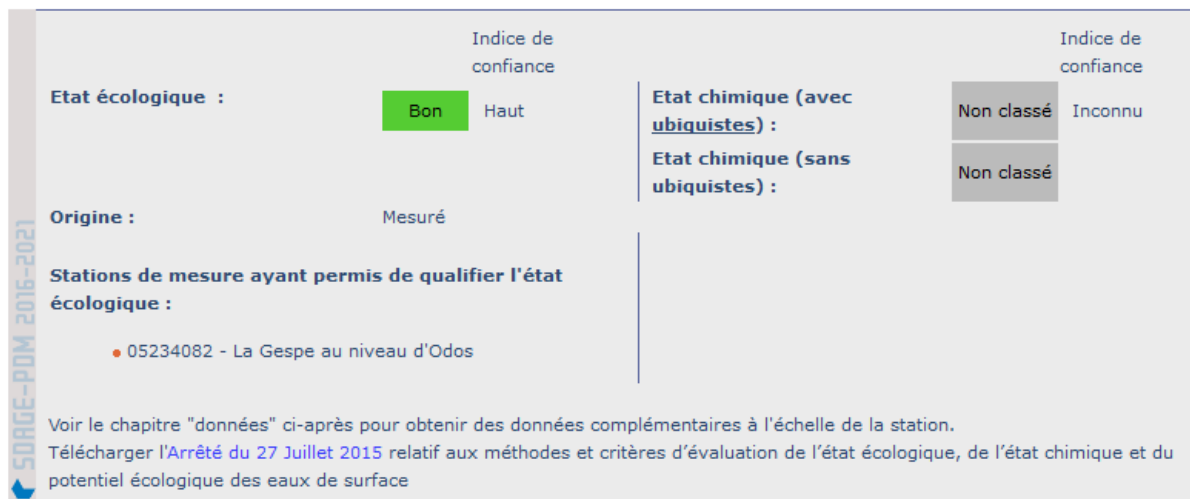 Indice de
confiance
Etat écologique :
Bon
Haut
Indice de
confiance
Etat chimique (avec
ubiquistes) :
Non classé
Inconnu
Etat chimique (sans
ubiquistes) :
Non classé
Origine :
Mesuré
Stations de mesure ayant permis de qualifier l'état
écologique :
05234082 - La Gespe au niveau d'Odos
Voir le chapitre "données" ci-après pour obtenir des données complémentaires à l'échelle de la station.
Télécharger l'Arrêté du 27 Juillet 2015 relatif aux méthodes et critères d’évaluation de l’état écologique, de l’état chimique et du
potentiel écologique des eaux de surface
SDAGE-PDM 2016-2021